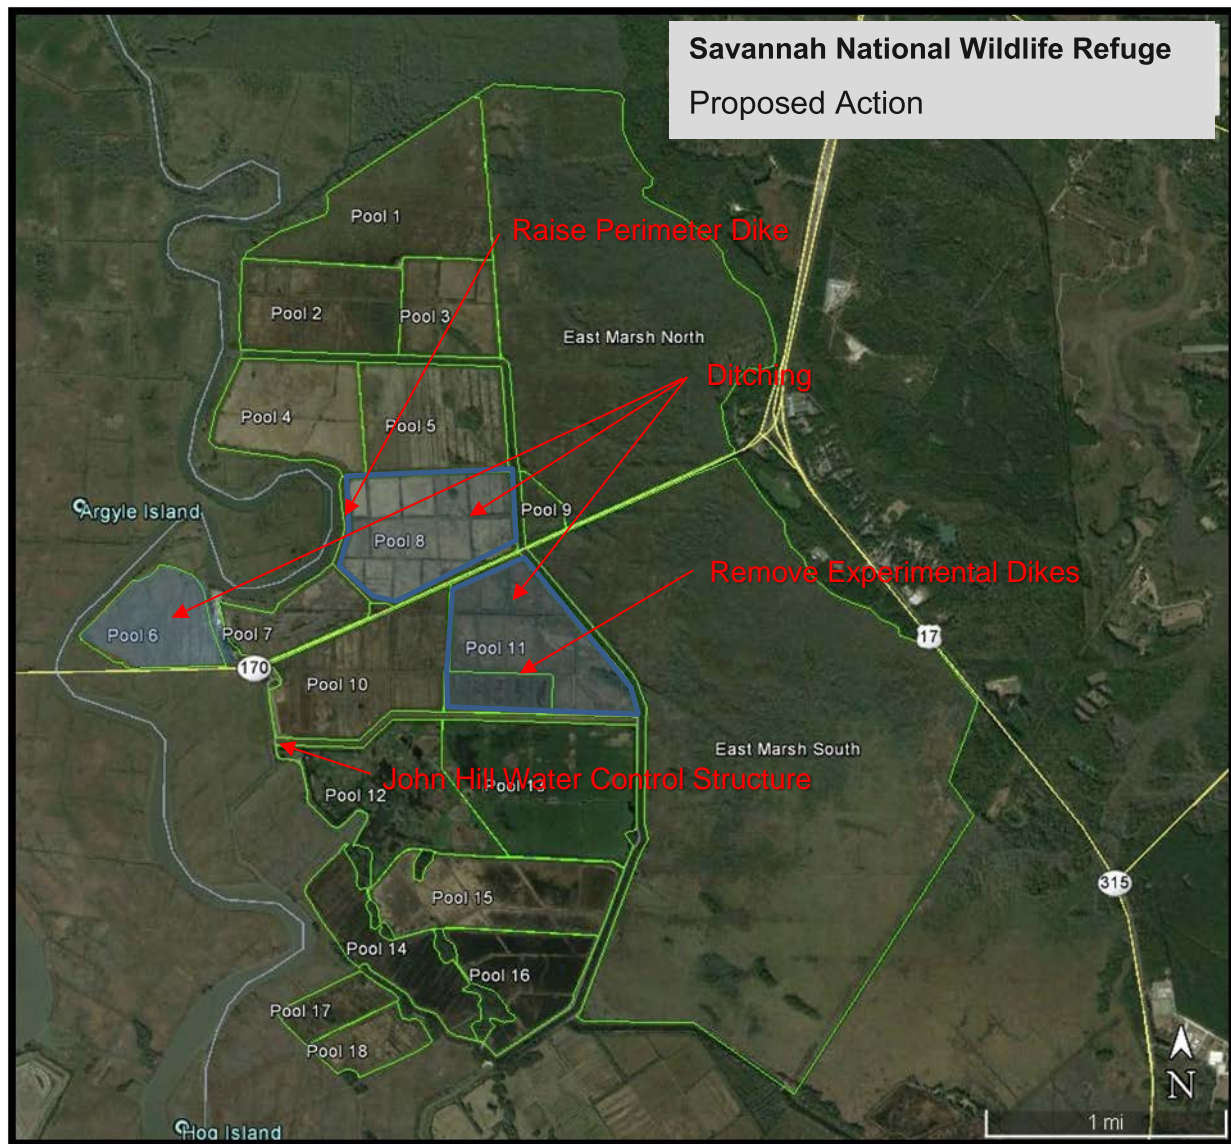 Savannah National Wildlife Refuge
Proposed Action
Pool 1
Raise Perimeter Dike
Pool 2
Pool 3
East Marsh North
Ditching
Pool 4
Pool 5
Argyle Island
Pool 9
Pool 8
Remove Experimental Dikes
Pool 6
Pool 7
17
Pool 11
170
Pool 10
East Marsh South
John Hill Water Control Structure
Pool 13
Pool 12
315
Pool 15
Pool 14
Pool 16
Pool 17
Pool 18
N
1 mi
Hog Island